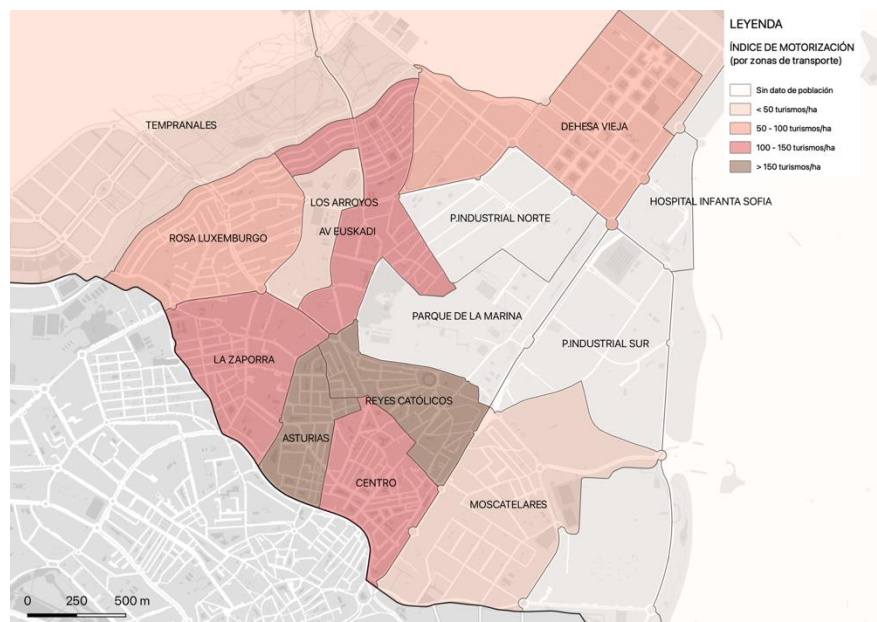 LEYENDA
ÍNDICE DE MOTORIZACIÓN
(por zonas de transporte)
Sin dato de población
< 50 turismos/ha
50 - 100 turismos/ha
100 - 150 turismos/ha
> 150 turismos/ha
TEMPRANALES
DEHESA VIEJA
LOS ARROYOS
HOSPITAL INFANTA SOFIA
P.INDUSTRIAL NORTE
AV EUSKADI
ROSA LUXEMBURGO
PARQUE DE LA MARINA
P.INDUSTRIAL SUR
LA ZAPORRA
REYES CATÓLICOS
ASTURIAS
CENTRO
MOSCATELARES
0 250 500 m